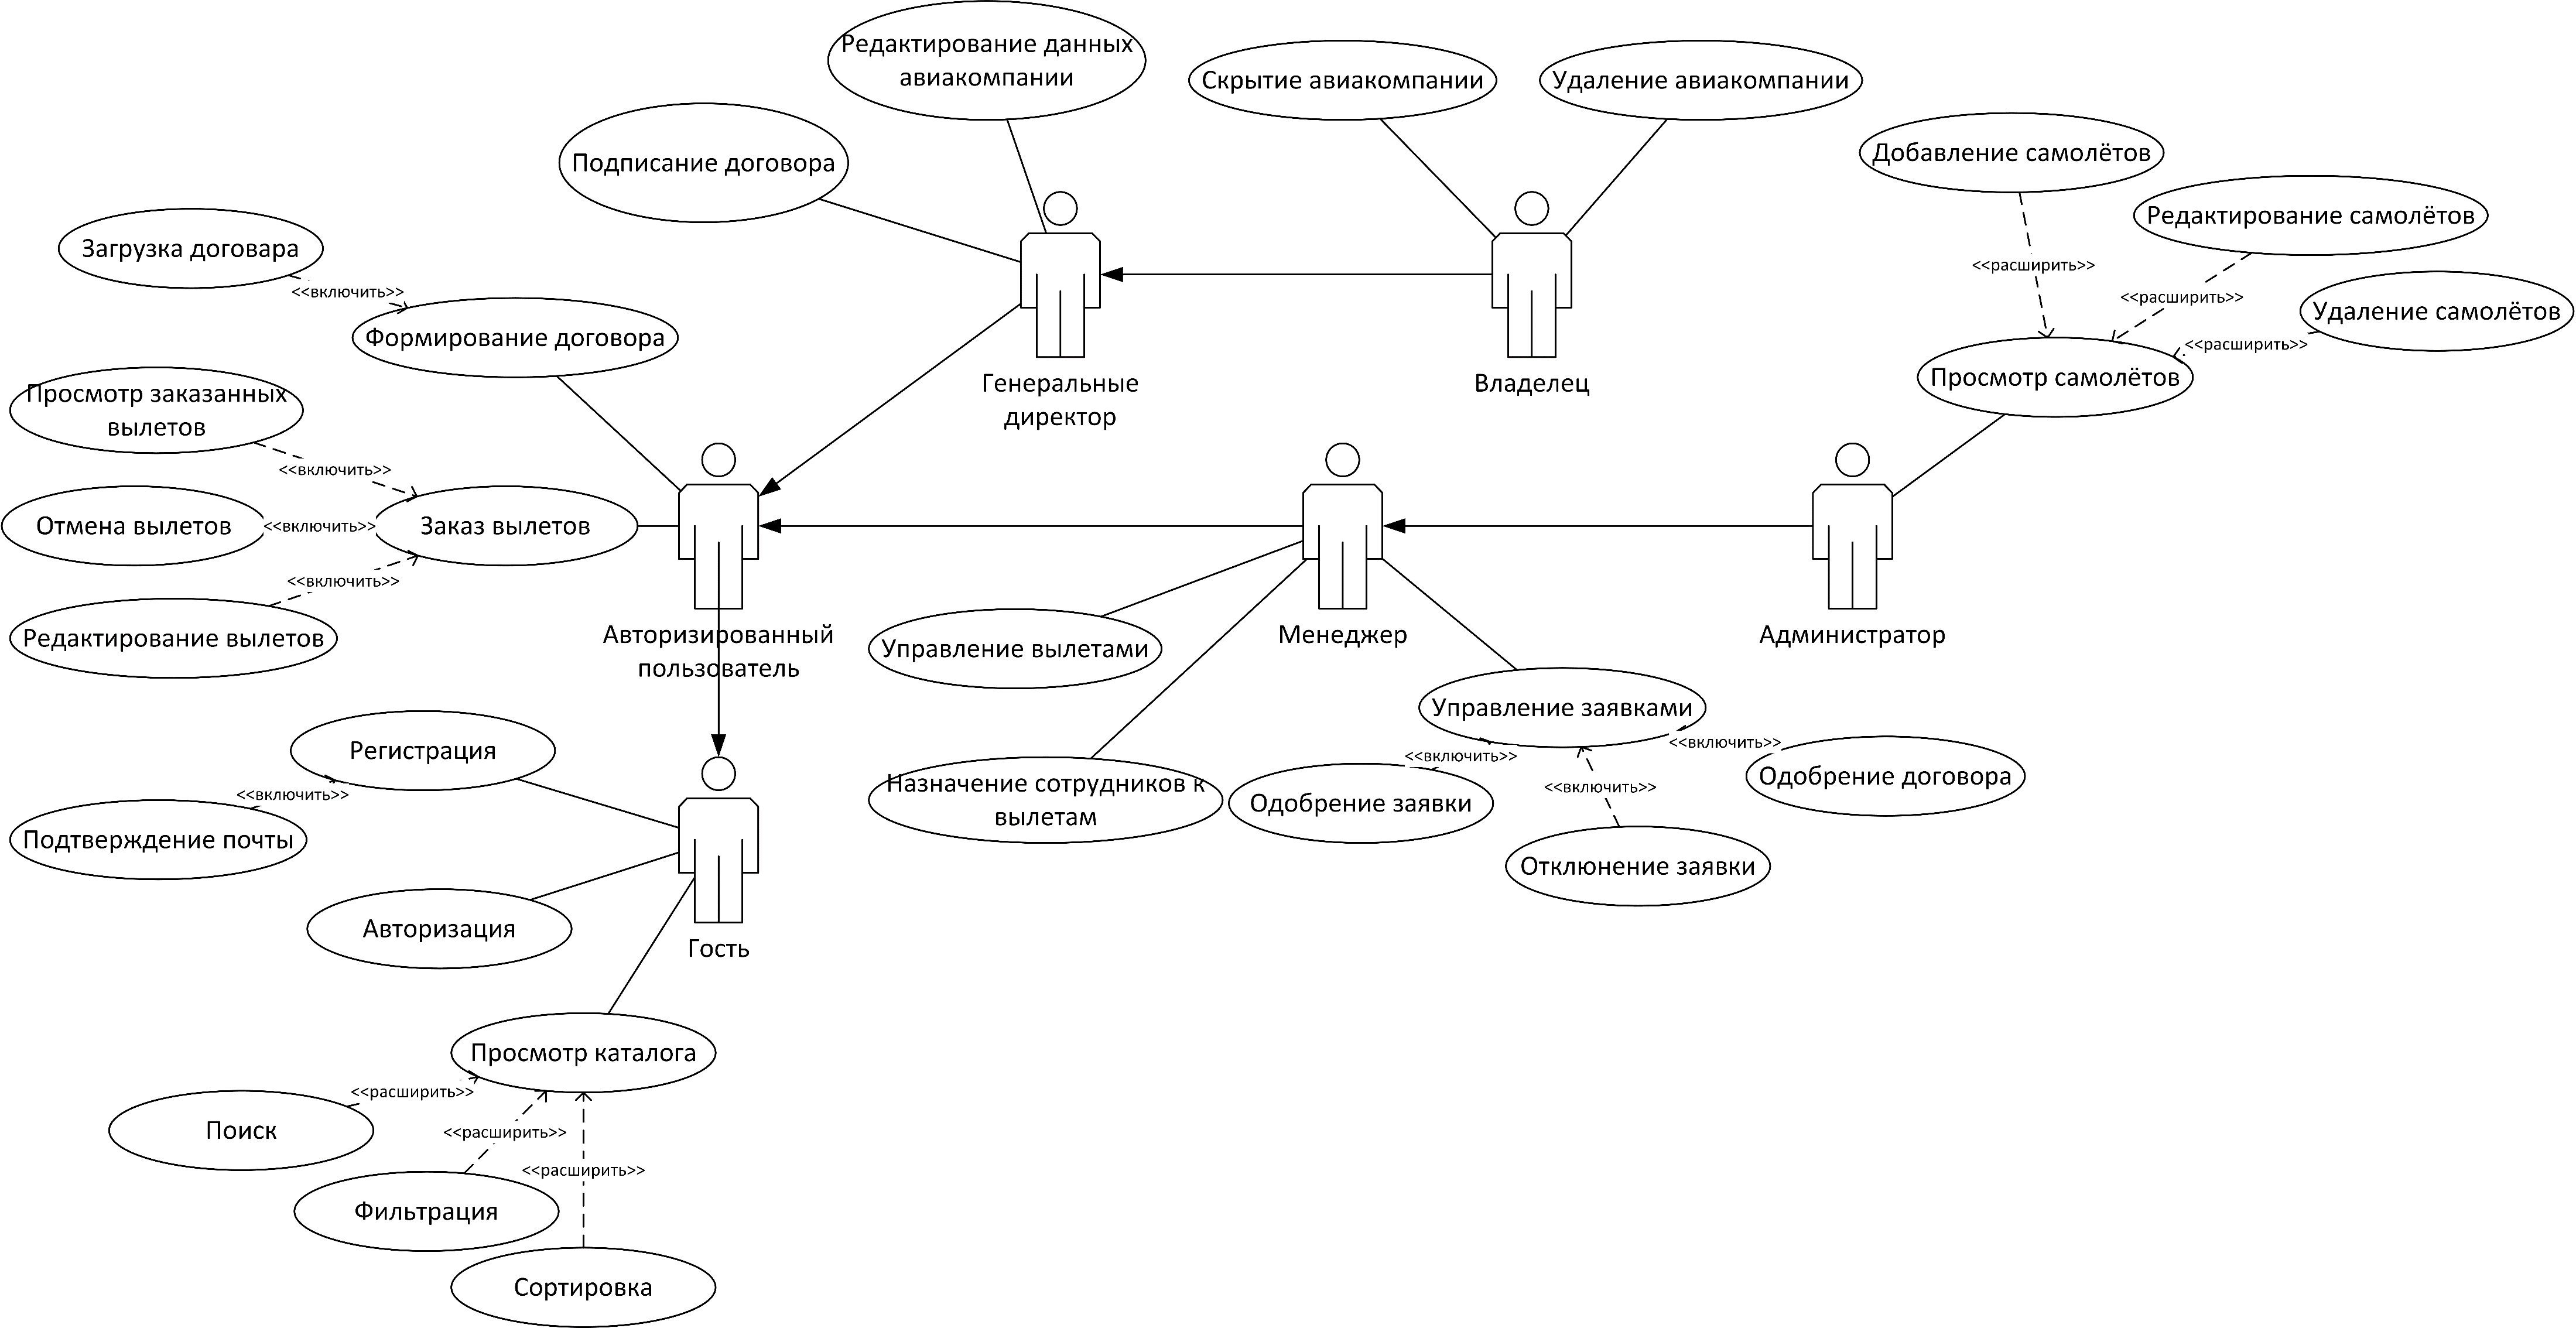 Редактирование данных
авиакомпании
Скрытие авиакомпании
Удаление авиакомпании
Подписание договора
Добавление самолётов
Редактирование самолётов
Загрузка договара
<<расширить>>
<<включить>>
<<расширить>>
Удаление самолётов
Формирование договора
<<расширить>>
Просмотр самолётов
Генеральные
директор
Владелец
Просмотр заказанных
вылетов
<<включить>>
Отмена вылетов
<<включить>>
Заказ вылетов
<<включить>>
Редактирование вылетов
Авторизированный
пользователь
Управление вылетами
Менеджер
Администратор
Управление заявками
Регистрация
<<включить>>
<<включить>>
Одобрение договора
<<включить>>
Назначение сотрудников к
вылетам
Одобрение заявки
<<включить>>
Подтверждение почты
Отклюнение заявки
<<включить>>
Авторизация
Гость
Просмотр каталога
<<расширить>>
Поиск
<<расширить>>
<<расширить>>
Фильтрация
Сортировка